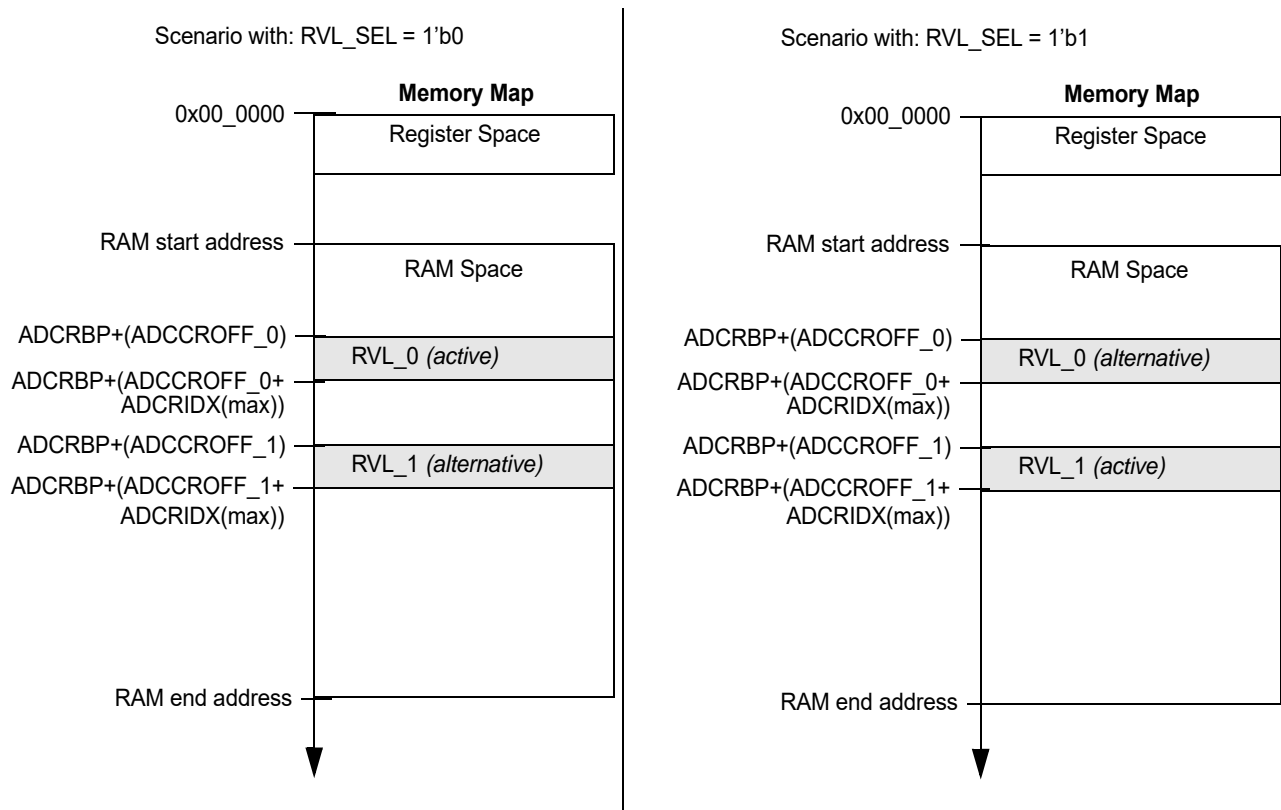 Scenario with: RVL_SEL = 1'b0
Memory Map
0x00_0000
Register Space
RAM start address
RAM Space
ADCRBP+(ADCCROFF_0)
RVL_0 (active)
ADCRBP+(ADCCROFF_0+
ADCRIDX(max))
ADCRBP+(ADCCROFF_1)
RVL_1 (alternative)
ADCRBP+(ADCCROFF_1+
ADCRIDX(max))
RAM end address
Scenario with: RVL_SEL = 1'b1
Memory Map
0x00_0000
Register Space
RAM start address
RAM Space
ADCRBP+(ADCCROFF_0)
RVL_0 (alternative)
ADCRBP+(ADCCROFF_0+
ADCRIDX(max))
ADCRBP+(ADCCROFF_1)
RVL_1 (active)
ADCRBP+(ADCCROFF_1+
ADCRIDX(max))
RAM end address